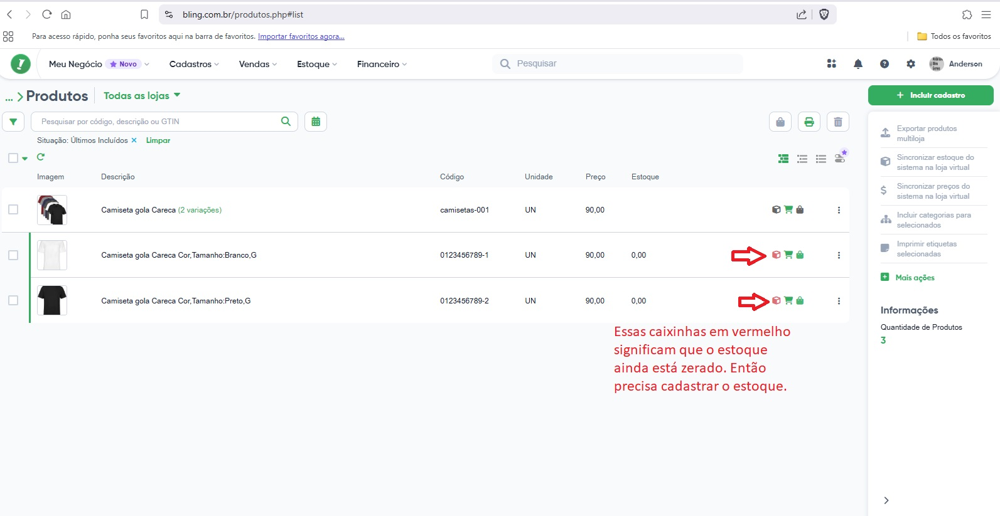 bling.com.br/produtos.php#list
Para acesso rápido, ponha seus favoritos aqui na barra de favoritos. Importar favoritos agora...
Todos os favoritos
Meu Negócio Novo Cadastros Vendas Estoque Financeiro
Pesquisar
Anderson
... Produtos Todas as lojas
Incluir cadastro
Pesquisar por código, descrição ou GTIN
Situação: Últimos Incluídos × Limpar
Imagem Descrição Código Unidade Preço Estoque
Camiseta gola Careca (2 variações) camisetas-001 UN 90,00
Camiseta gola Careca Cor,Tamanho:Branco,G 0123456789-1 UN 90,00 0,00
Camiseta gola Careca Cor,Tamanho:Preto,G 0123456789-2 UN 90,00 0,00
Essas caixinhas em vermelho
significam que o estoque
ainda está zerado. Então
precisa cadastrar o estoque.
Exportar produtos
multiloja
Sincronizar estoque do
sistema na loja virtual
Sincronizar preços do
sistema na loja virtual
Incluir categorias para
selecionados
Imprimir etiquetas
selecionadas
Mais ações
Informações
Quantidade de Produtos
3